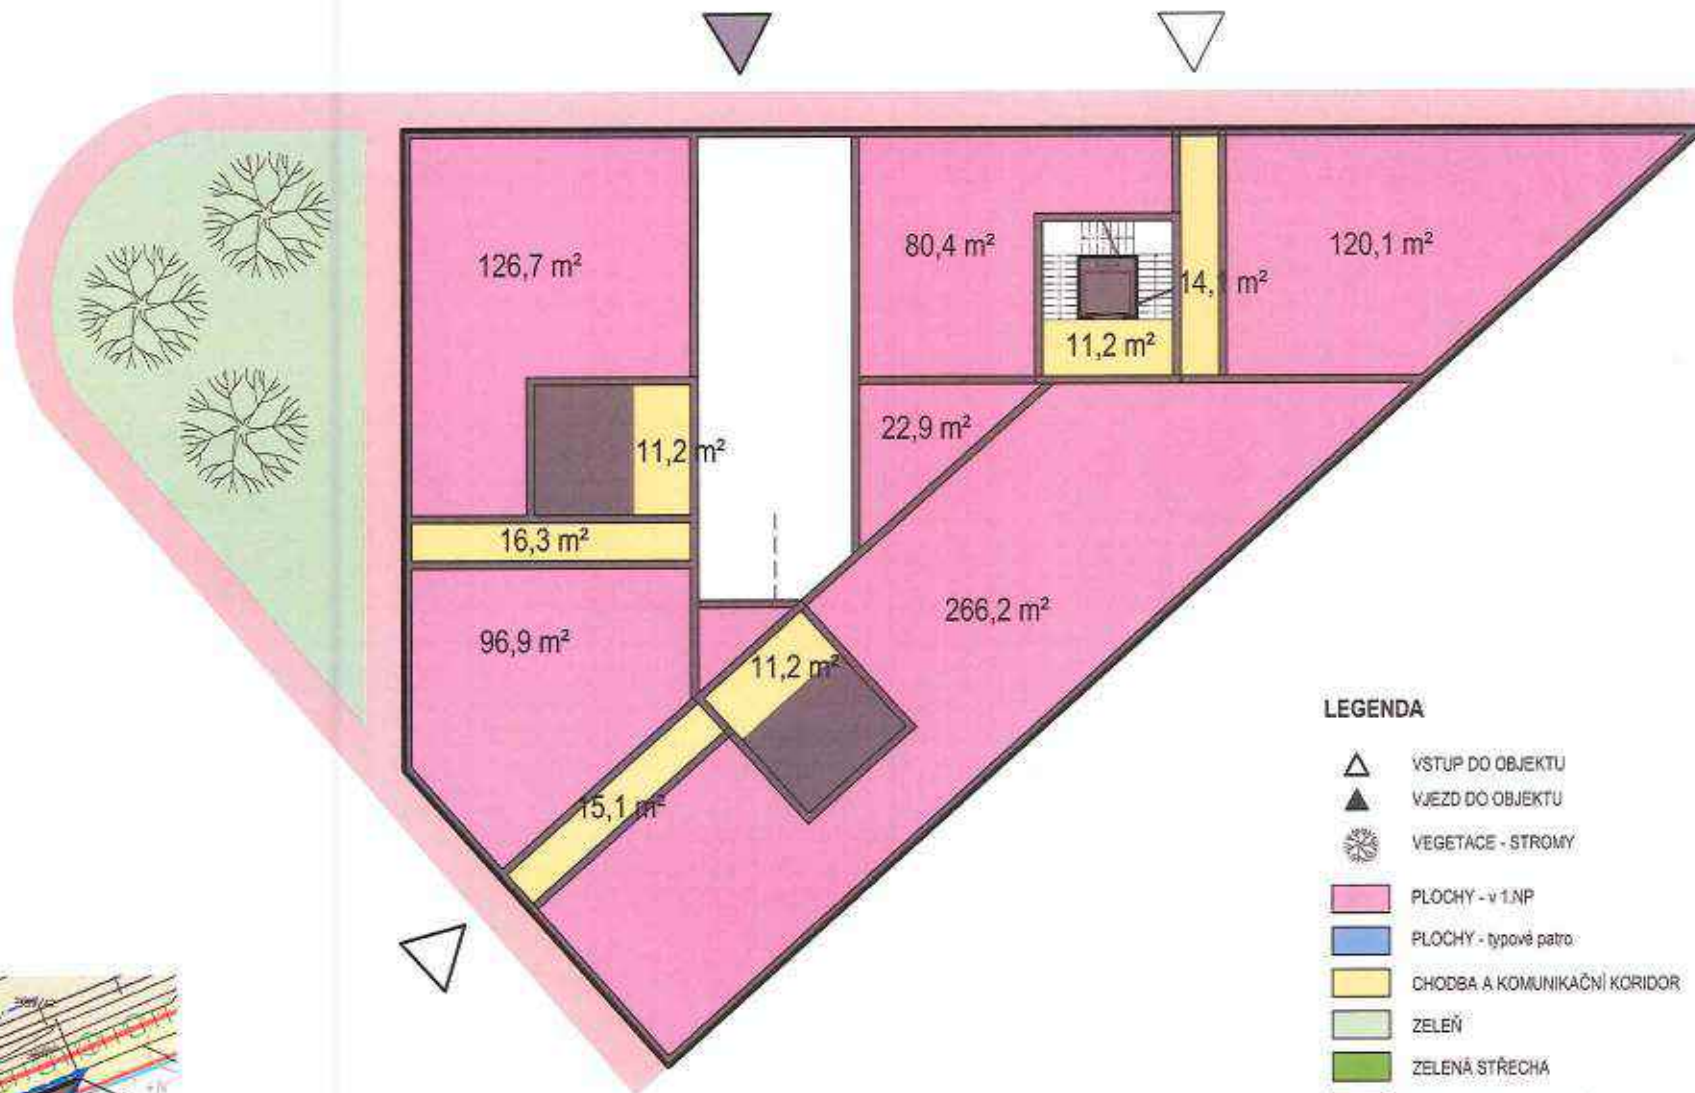 126,7 m²
80,4 m²
120,1 m²
14,1 m²
11,2 m²
22,9 m²
11,2 m²
16,3 m²
266,2 m²
96,9 m²
11,2 m²
15,1 m²
LEGENDA
VSTUP DO OBJEKTU
VJEZD DO OBJEKTU
VEGETACE - STROMY
PLOCHY - v 1.NP
PLOCHY - typové patro
CHODBA A KOMUNIKAČNÍ KORIDOR
ZELEŇ
ZELENÁ STŘECHA